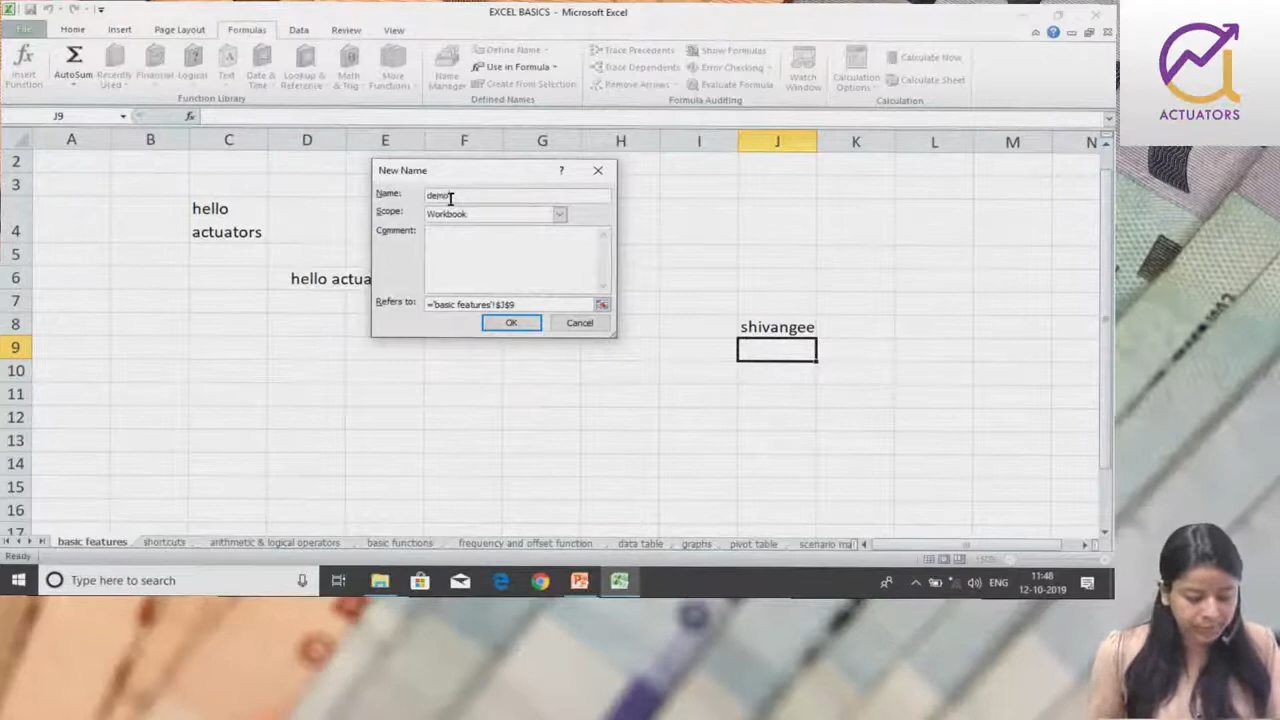 EXCEL BASICS - Microsoft Excel
File Home Insert Page Layout Formulas Data Review View
Insert Function
AutoSum
Recently Used
Financial
Logical
Text
Date & Time
Lookup & Reference
Math & Trig
More Functions
Function Library
Name Manager
Define Name
Use in Formula
Create from Selection
Defined Names
Trace Precedents
Trace Dependents
Remove Arrows
Show Formulas
Error Checking
Evaluate Formula
Formula Auditing
Watch Window
Calculation Options
Calculate Now
Calculate Sheet
Calculation
ACTUATORS
J9 fx
A B C D E F G H I J K L M N
2
3
hello
4 actuators
5
6 hello actua
7
8 shivangee
9
10
11
12
13
14
15
16
17
New Name ?
Name: demo
Scope: Workbook
Comment:
Refers to: ='basic features'!$J$9
OK Cancel
basic features shortcuts arithmetic & logical operators basic functions frequency and offset function data table graphs pivot table scenario ma
Ready 150%
Type here to search ENG 11:48
12-10-2019